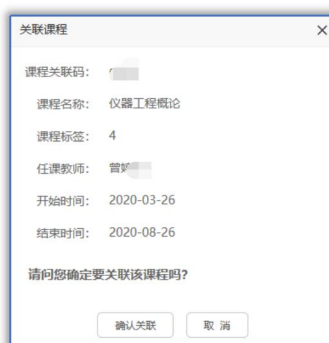 关联课程
课程关联码：
课程名称： 仪器工程概论
课程标签： 4
任课教师： 曾
开始时间： 2020-03-26
结束时间： 2020-08-26
请问您确定要关联该课程吗？
确认关联 取 消